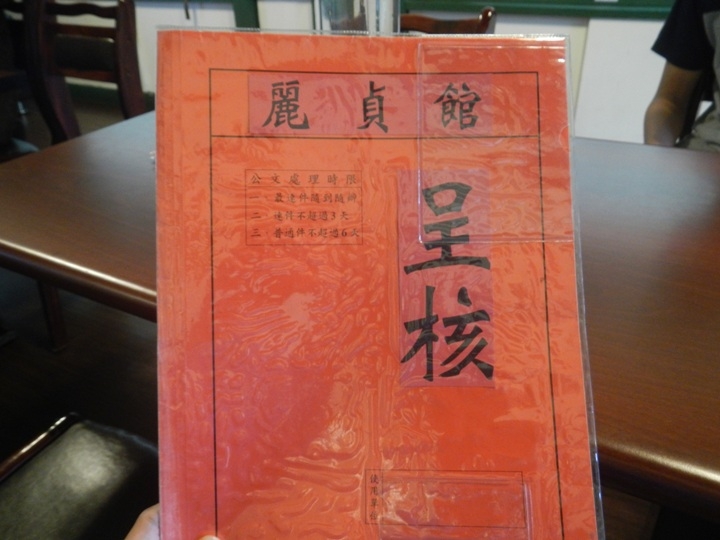 麗貞館
呈核
公文處理時限
一 最速件隨到隨辦
二 速件不超過3天
三 普通件不超過6天